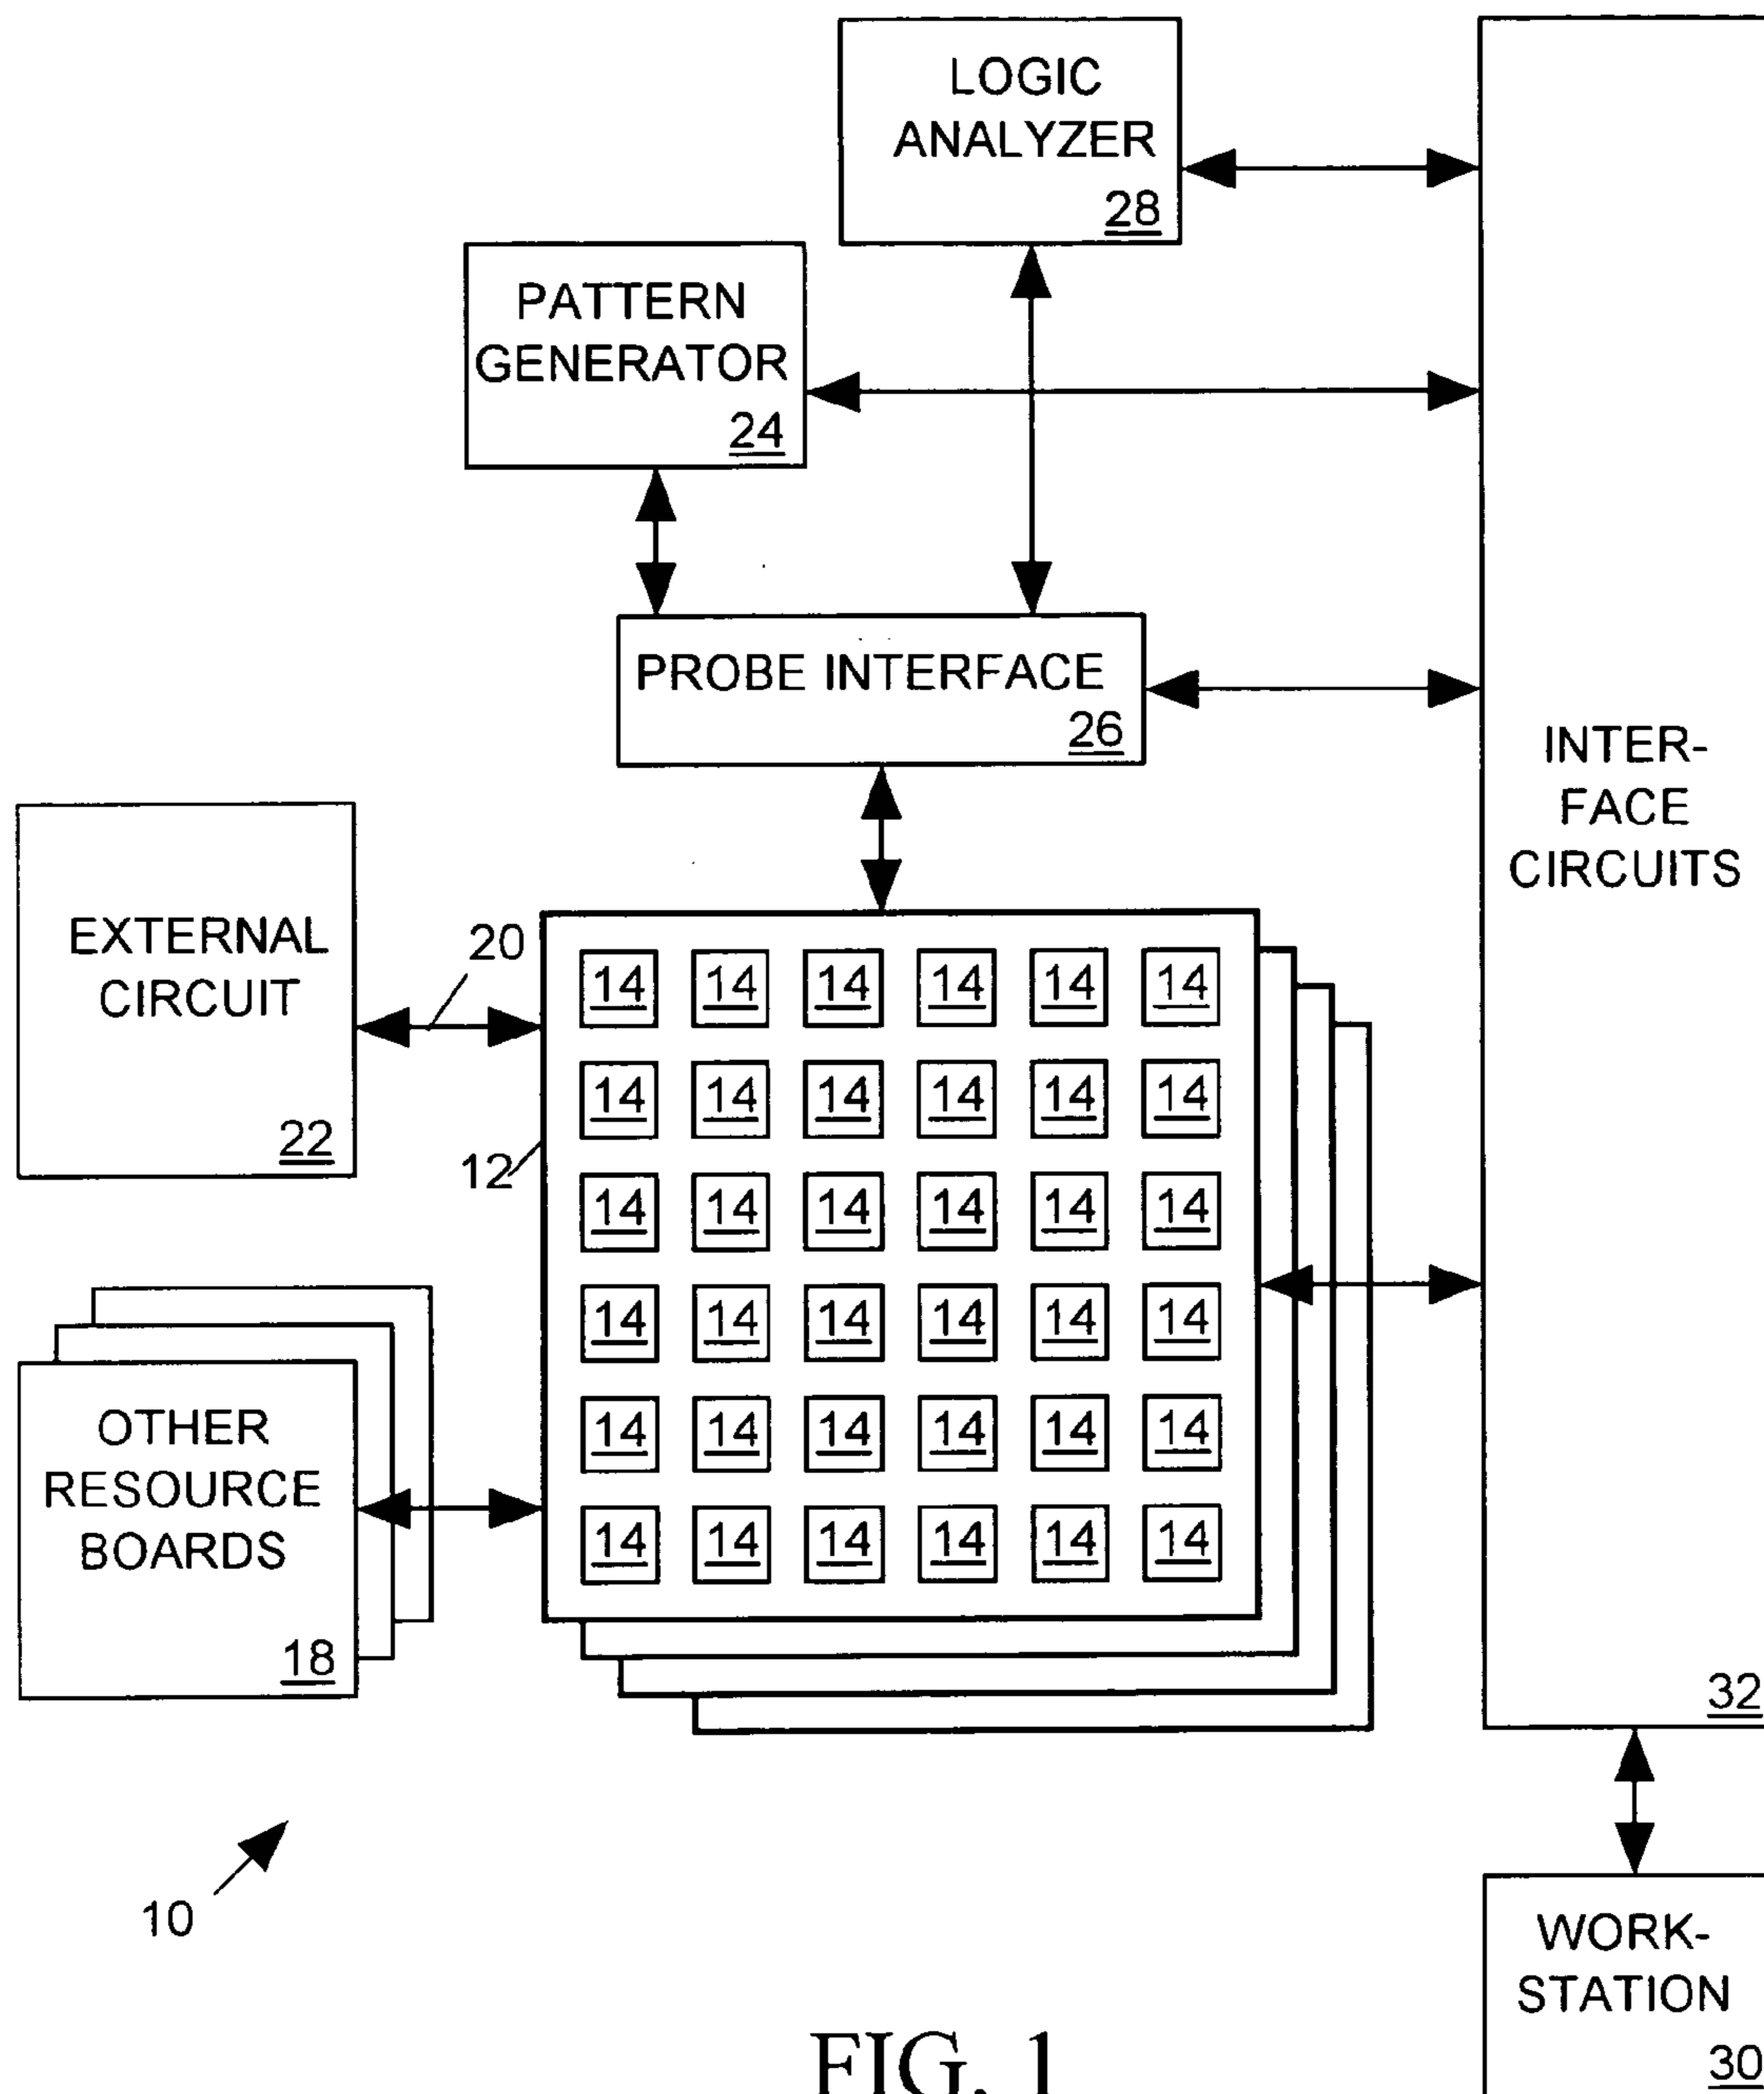 LOGIC
ANALYZER
28
PATTERN
GENERATOR
24
PROBE INTERFACE
26
INTER-
FACE
CIRCUITS
32
EXTERNAL
CIRCUIT
22
20
12
14 14 14 14 14 14
14 14 14 14 14 14
14 14 14 14 14 14
14 14 14 14 14 14
14 14 14 14 14 14
14 14 14 14 14 14
OTHER
RESOURCE
BOARDS
18
10
WORK-
STATION
30
FIG. 1